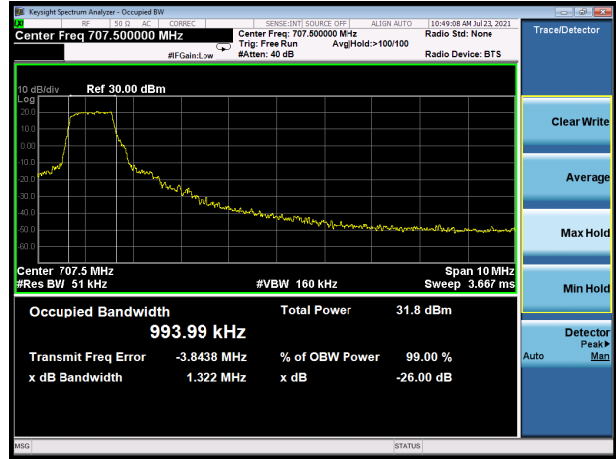 Keysight Spectrum Analyzer - Occupied BW
RF 50 Ω AC CORREC SENSE:INT SOURCE OFF ALIGN AUTO 10:49:08 AM Jul 23, 2021
Center Freq 707.500000 MHz Center Freq: 707.500000 MHz Radio Std: None
Trig: Free Run Avg|Hold:>100/100
#IFGain:Low #Atten: 40 dB Radio Device: BTS
10 dB/div Ref 30.00 dBm
Log
20.0
10.0
0.00
-10.0
-20.0
-30.0
-40.0
-50.0
-60.0
Center 707.5 MHz Span 10 MHz
#Res BW 51 kHz #VBW 160 kHz Sweep 3.667 ms
Occupied Bandwidth Total Power 31.8 dBm
993.99 kHz
Transmit Freq Error -3.8438 MHz % of OBW Power 99.00 %
x dB Bandwidth 1.322 MHz x dB -26.00 dB
MSG STATUS
Trace/Detector
Clear Write
Average
Max Hold
Min Hold
Detector
Peak▶
Auto Man